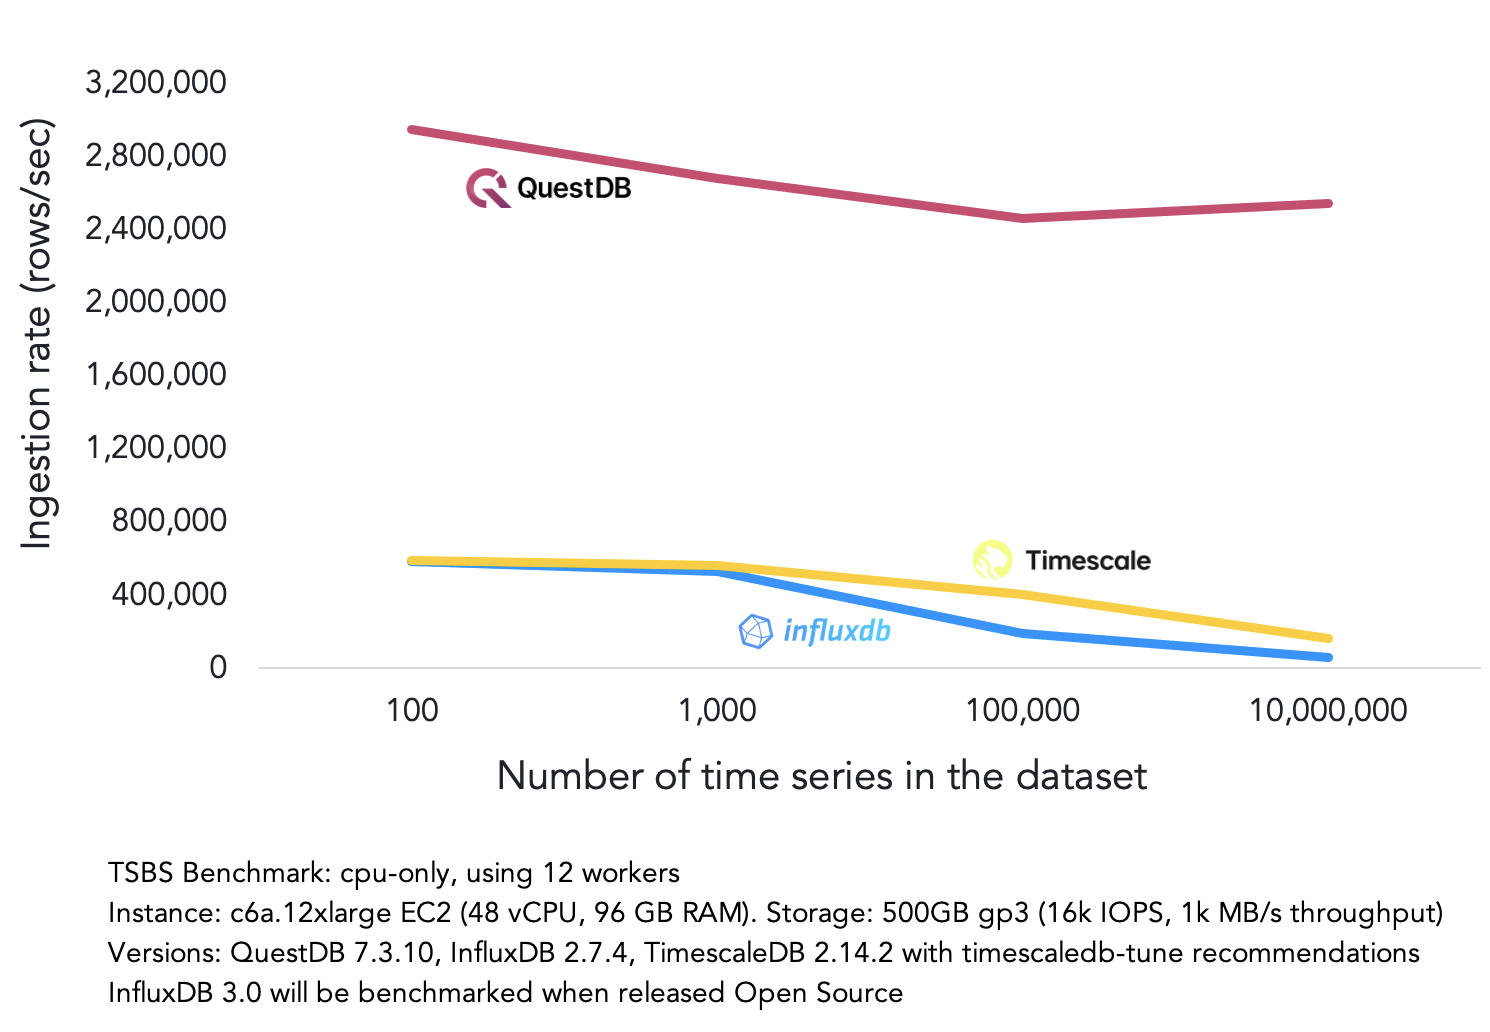 3,200,000
2,800,000
2,400,000
2,000,000
1,600,000
1,200,000
800,000
400,000
0
Ingestion rate (rows/sec)
QuestDB
Timescale
influxdb
100 1,000 100,000 10,000,000
Number of time series in the dataset
TSBS Benchmark: cpu-only, using 12 workers
Instance: c6a.12xlarge EC2 (48 vCPU, 96 GB RAM). Storage: 500GB gp3 (16k IOPS, 1k MB/s throughput)
Versions: QuestDB 7.3.10, InfluxDB 2.7.4, TimescaleDB 2.14.2 with timescaledb-tune recommendations
InfluxDB 3.0 will be benchmarked when released Open Source